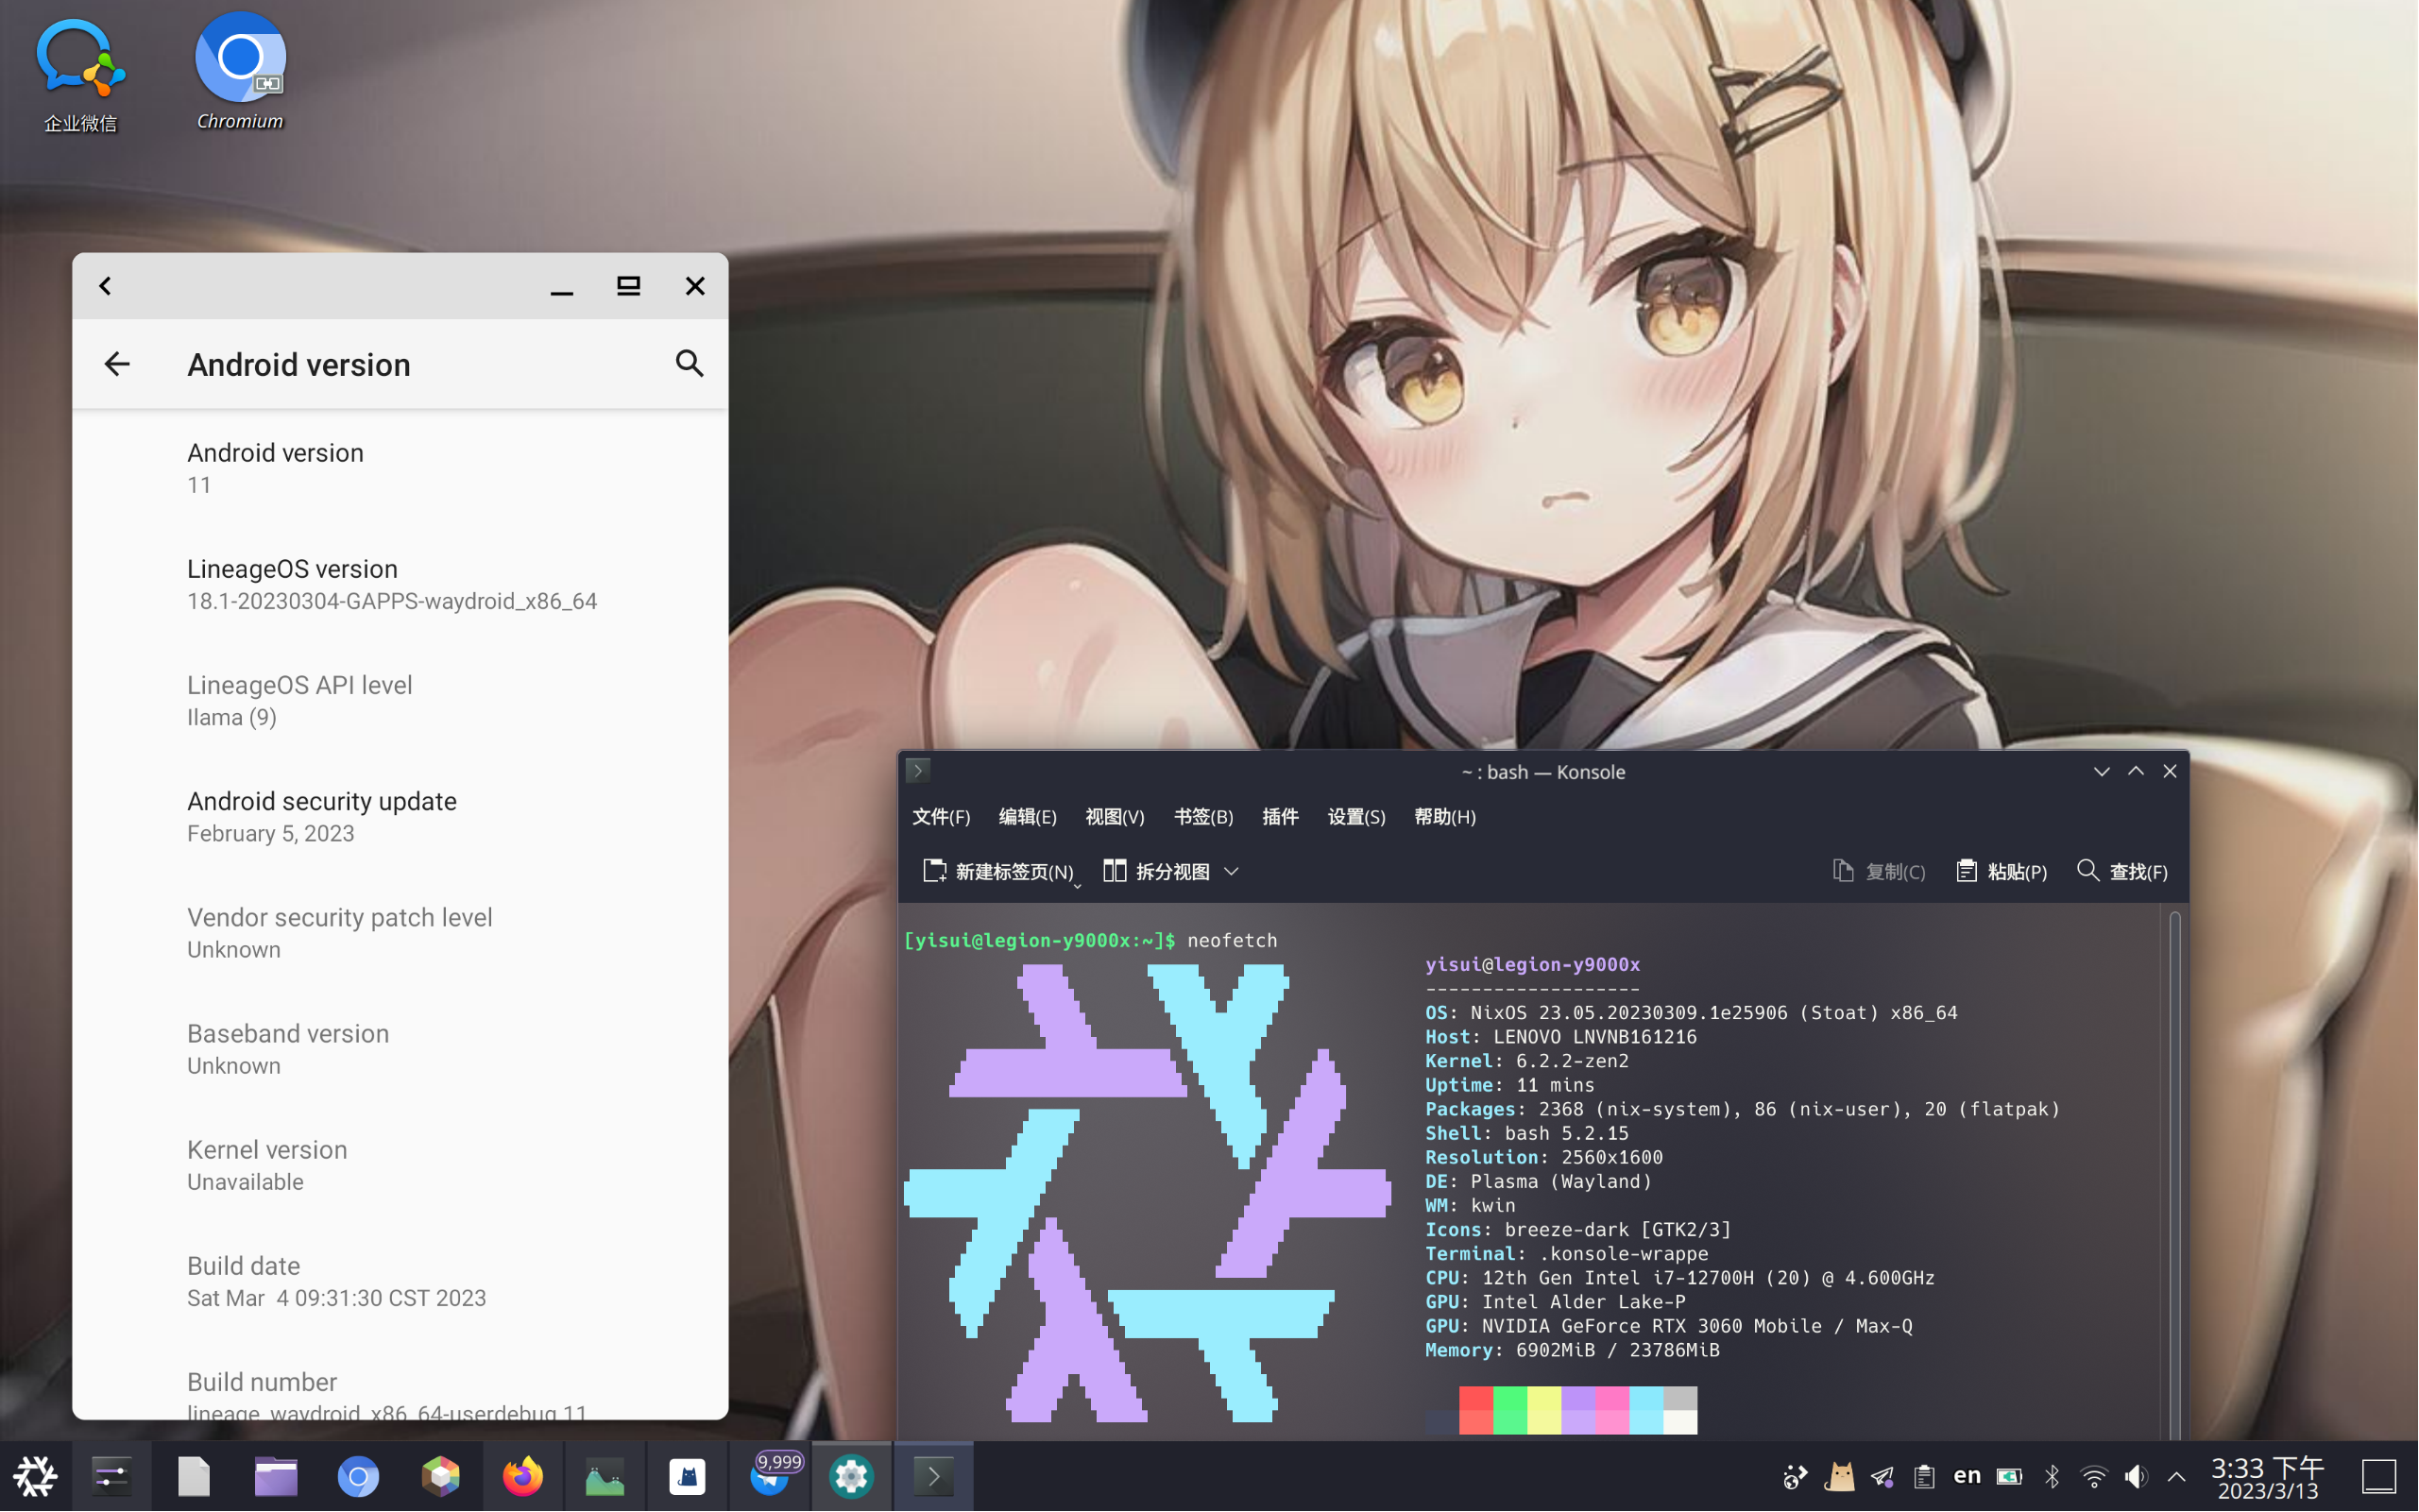 企业微信
Chromium
Android version
Android version
11
LineageOS version
18.1-20230304-GAPPS-waydroid_x86_64
LineageOS API level
Ilama (9)
Android security update
February 5, 2023
Vendor security patch level
Unknown
Baseband version
Unknown
Kernel version
Unavailable
Build date
Sat Mar  4 09:31:30 CST 2023
Build number
lineage_waydroid_x86_64-userdebug 11
~ : bash — Konsole
文件(F) 编辑(E) 视图(V) 书签(B) 插件 设置(S) 帮助(H)
新建标签页(N) 拆分视图 复制(C) 粘贴(P) 查找(F)
[yisui@legion-y9000x:~]$ neofetch
yisui@legion-y9000x
-------------------
OS: NixOS 23.05.20230309.1e25906 (Stoat) x86_64
Host: LENOVO LNVNB161216
Kernel: 6.2.2-zen2
Uptime: 11 mins
Packages: 2368 (nix-system), 86 (nix-user), 20 (flatpak)
Shell: bash 5.2.15
Resolution: 2560x1600
DE: Plasma (Wayland)
WM: kwin
Icons: breeze-dark [GTK2/3]
Terminal: .konsole-wrappe
CPU: 12th Gen Intel i7-12700H (20) @ 4.600GHz
GPU: Intel Alder Lake-P
GPU: NVIDIA GeForce RTX 3060 Mobile / Max-Q
Memory: 6902MiB / 23786MiB
9,999
en
3:33 下午
2023/3/13